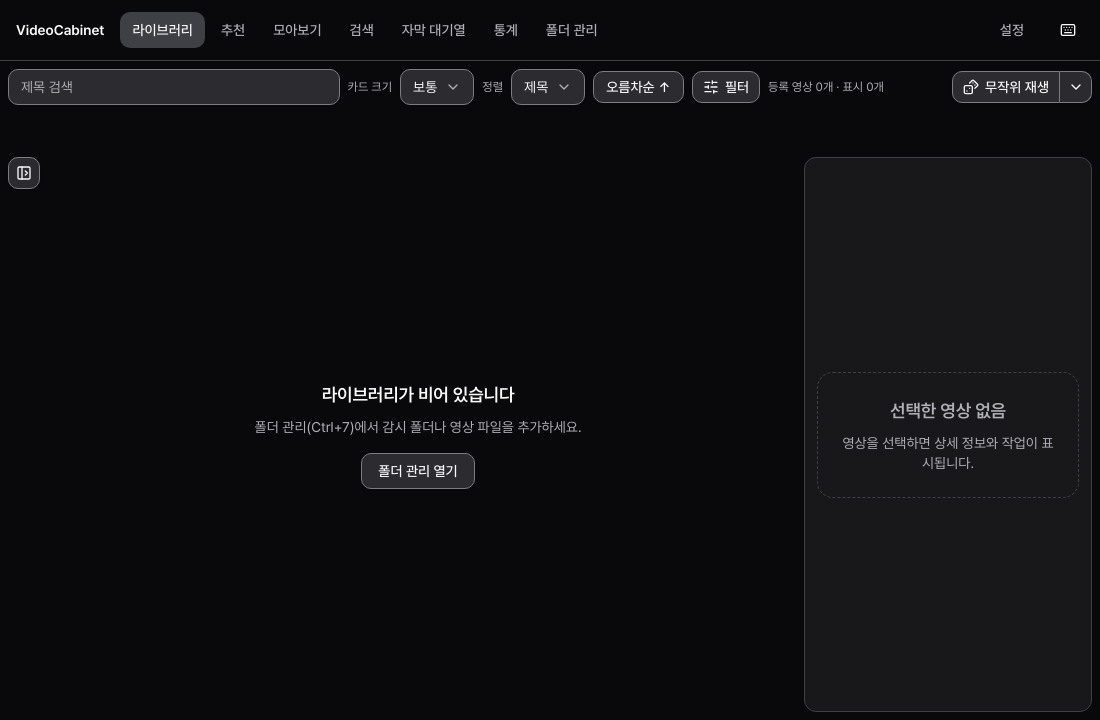 VideoCabinet 라이브러리 추천 모아보기 검색 자막 대기열 통계 폴더 관리 설정
제목 검색 카드 크기 보통 정렬 제목 오름차순 ↑ 필터 등록 영상 0개 · 표시 0개 무작위 재생
라이브러리가 비어 있습니다
폴더 관리(Ctrl+7)에서 감시 폴더나 영상 파일을 추가하세요.
폴더 관리 열기
선택한 영상 없음
영상을 선택하면 상세 정보와 작업이 표
시됩니다.